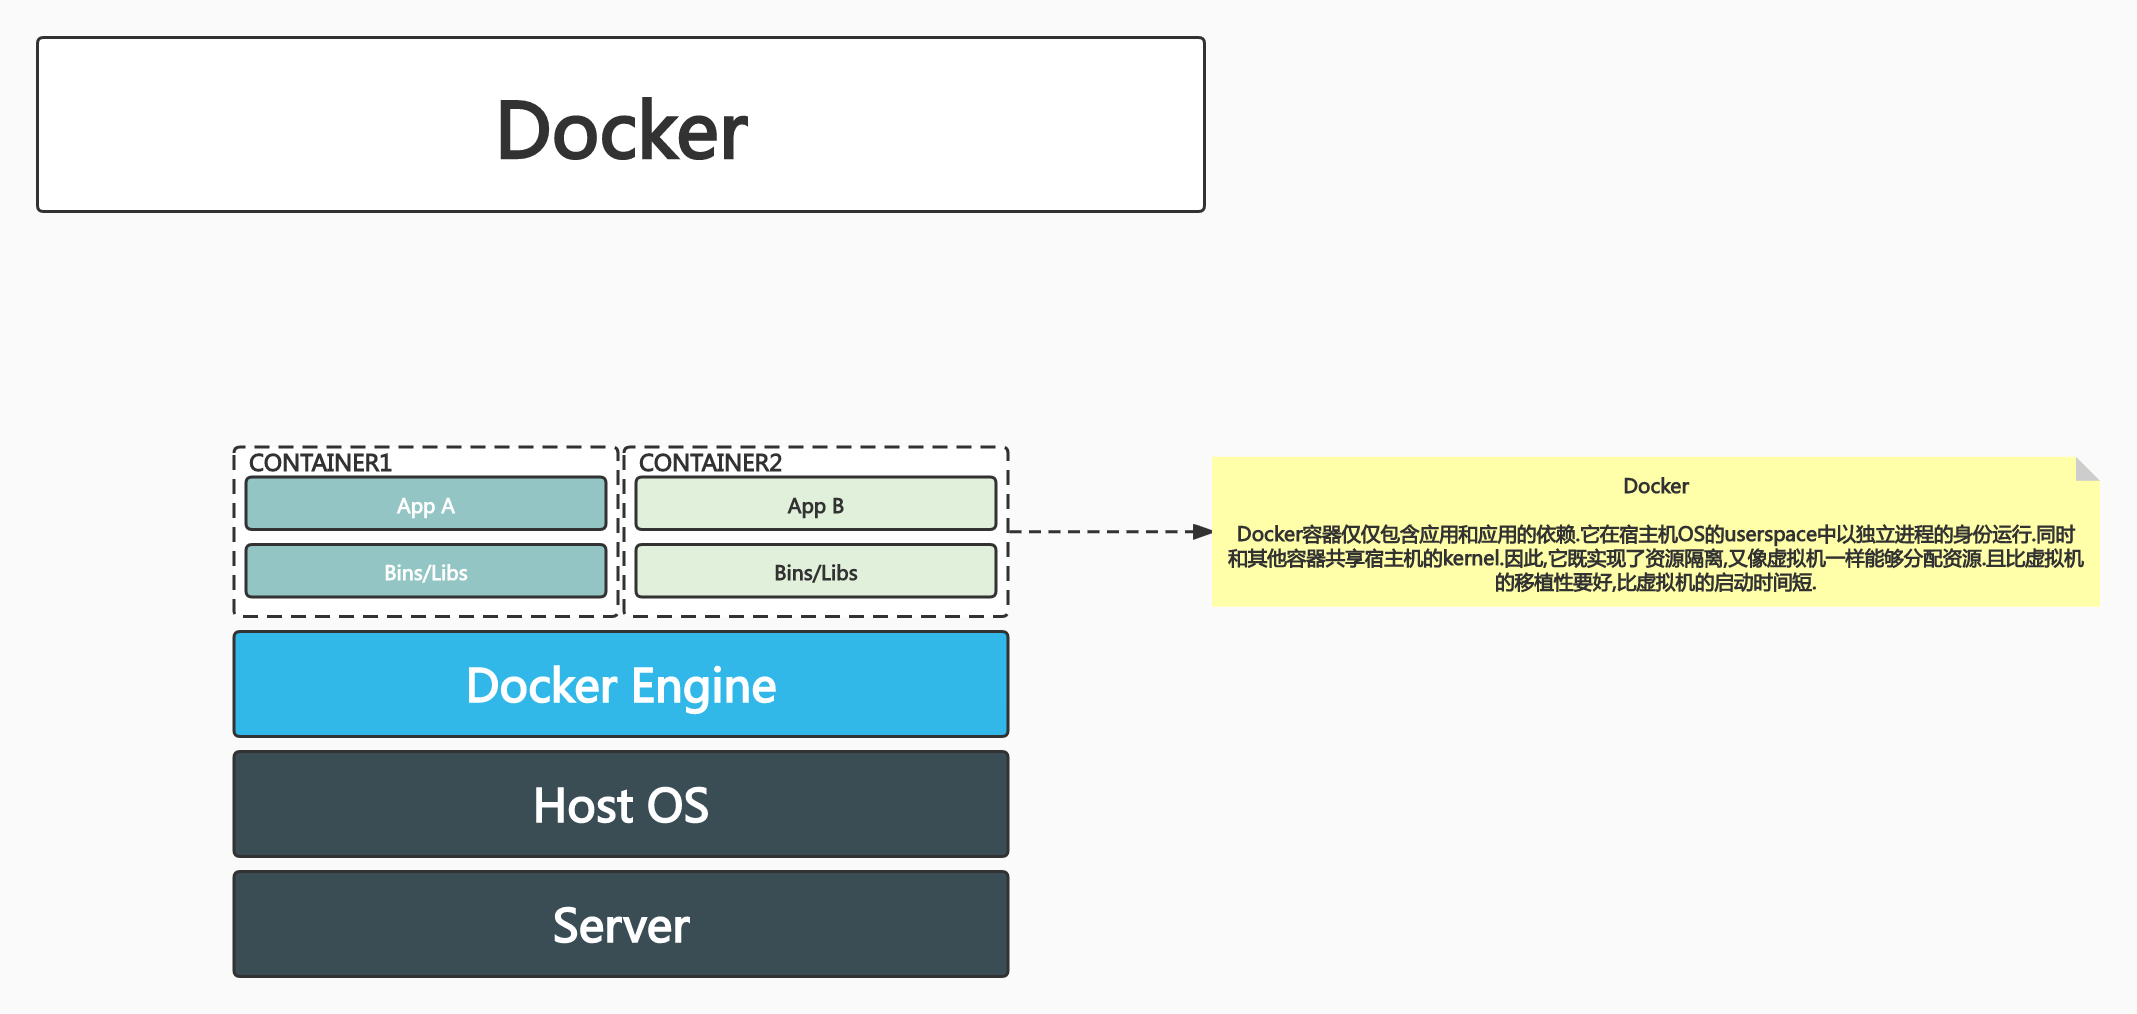 Docker
CONTAINER1
CONTAINER2
App A
App B
Bins/Libs
Bins/Libs
Docker Engine
Host OS
Server
Docker
Docker容器仅仅包含应用和应用的依赖.它在宿主机OS的userspace中以独立进程的身份运行.同时
和其他容器共享宿主机的kernel.因此,它既实现了资源隔离,又像虚拟机一样能够分配资源.且比虚拟机
的移植性要好,比虚拟机的启动时间短.